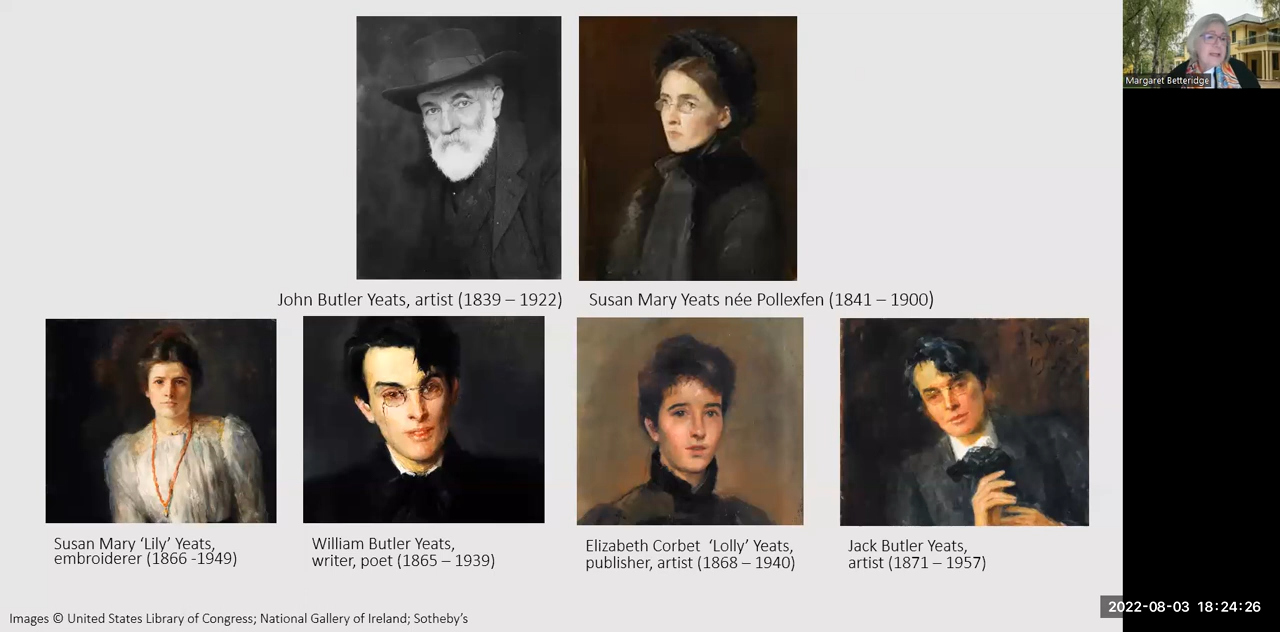 Margaret Betteridge
John Butler Yeats, artist (1839 – 1922)
Susan Mary Yeats née Pollexfen (1841 – 1900)
Susan Mary ‘Lily’ Yeats,
embroiderer (1866 -1949)
William Butler Yeats,
writer, poet (1865 – 1939)
Elizabeth Corbet  ‘Lolly’ Yeats,
publisher, artist (1868 – 1940)
Jack Butler Yeats,
artist (1871 – 1957)
2022-08-03 18:24:26
Images © United States Library of Congress; National Gallery of Ireland; Sotheby’s